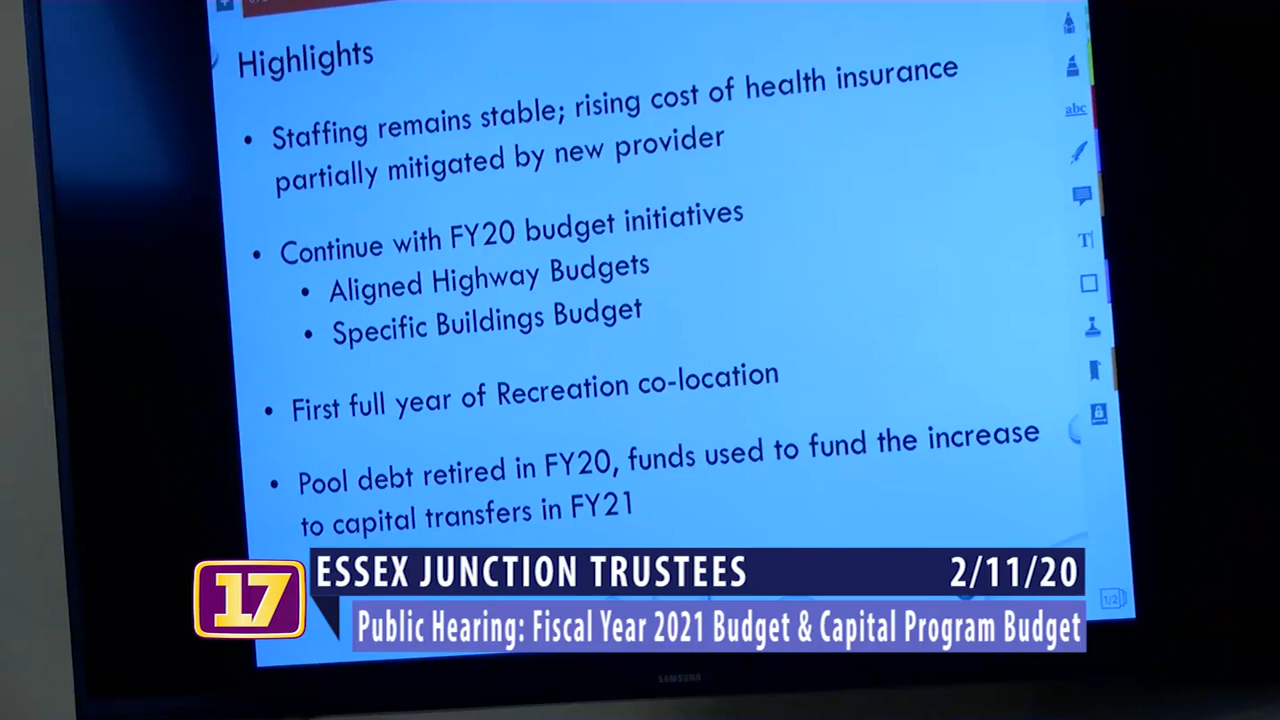 Highlights
• Staffing remains stable; rising cost of health insurance
partially mitigated by new provider
• Continue with FY20 budget initiatives
• Aligned Highway Budgets
• Specific Buildings Budget
• First full year of Recreation co-location
• Pool debt retired in FY20, funds used to fund the increase
to capital transfers in FY21
abc
T
1/2
17
ESSEX JUNCTION TRUSTEES 2/11/20
Public Hearing: Fiscal Year 2021 Budget & Capital Program Budget
SAMSUNG